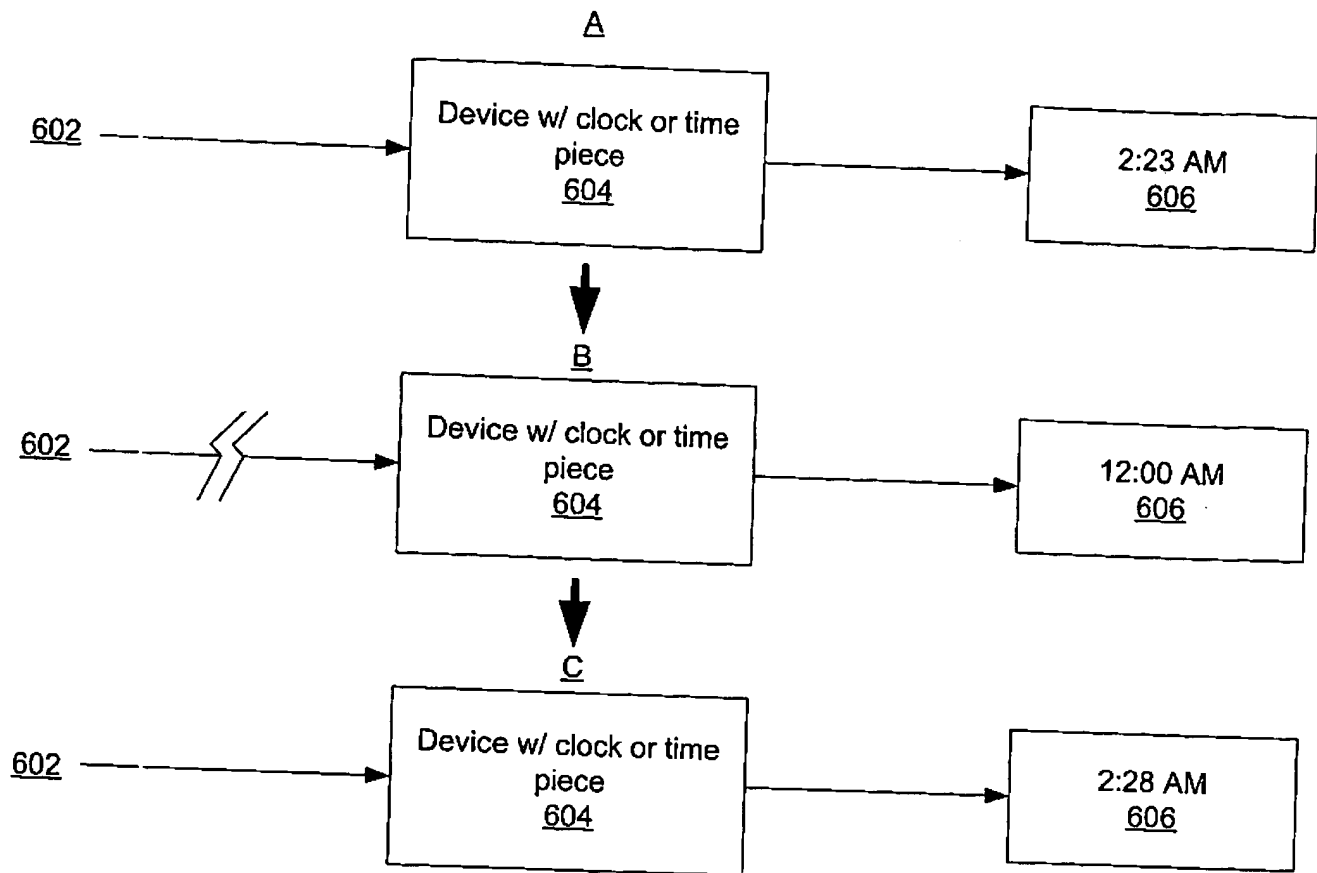 A
602
Device w/ clock or time
piece
604
2:23 AM
606
B
602
Device w/ clock or time
piece
604
12:00 AM
606
C
602
Device w/ clock or time
piece
604
2:28 AM
606